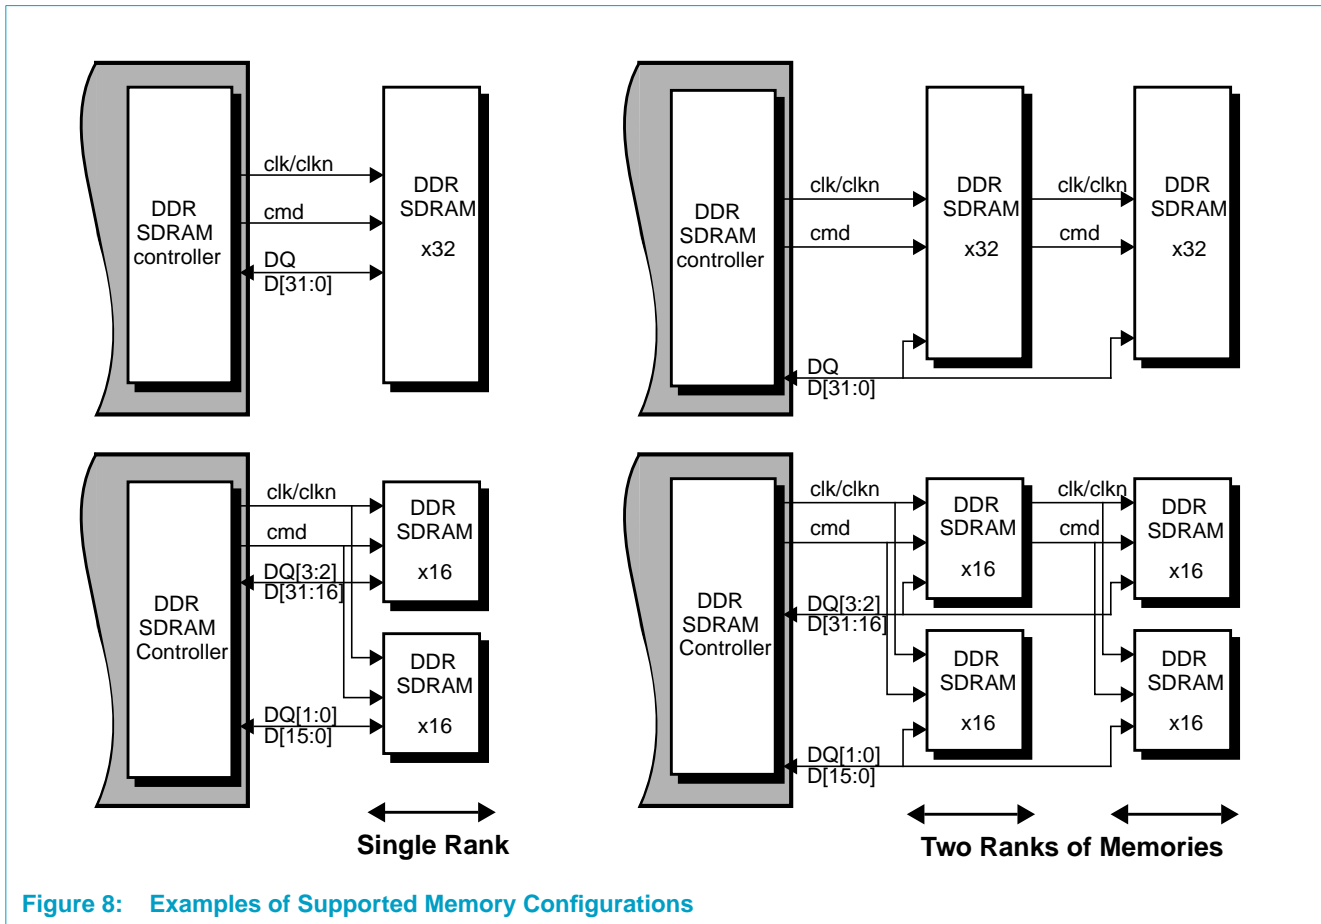 clk/clkn
cmd
DQ
D[31:0]
DDR
SDRAM
controller
DDR
SDRAM
x32
clk/clkn
cmd
DQ
D[31:0]
DDR
SDRAM
controller
DDR
SDRAM
x32
clk/clkn
cmd
DDR
SDRAM
x32
clk/clkn
cmd
DQ[3:2]
D[31:16]
DQ[1:0]
D[15:0]
DDR
SDRAM
Controller
DDR
SDRAM
x16
DDR
SDRAM
x16
Single Rank
clk/clkn
cmd
DQ[3:2]
D[31:16]
DQ[1:0]
D[15:0]
DDR
SDRAM
Controller
DDR
SDRAM
x16
DDR
SDRAM
x16
clk/clkn
cmd
DDR
SDRAM
x16
DDR
SDRAM
x16
Two Ranks of Memories
Figure 8: Examples of Supported Memory Configurations